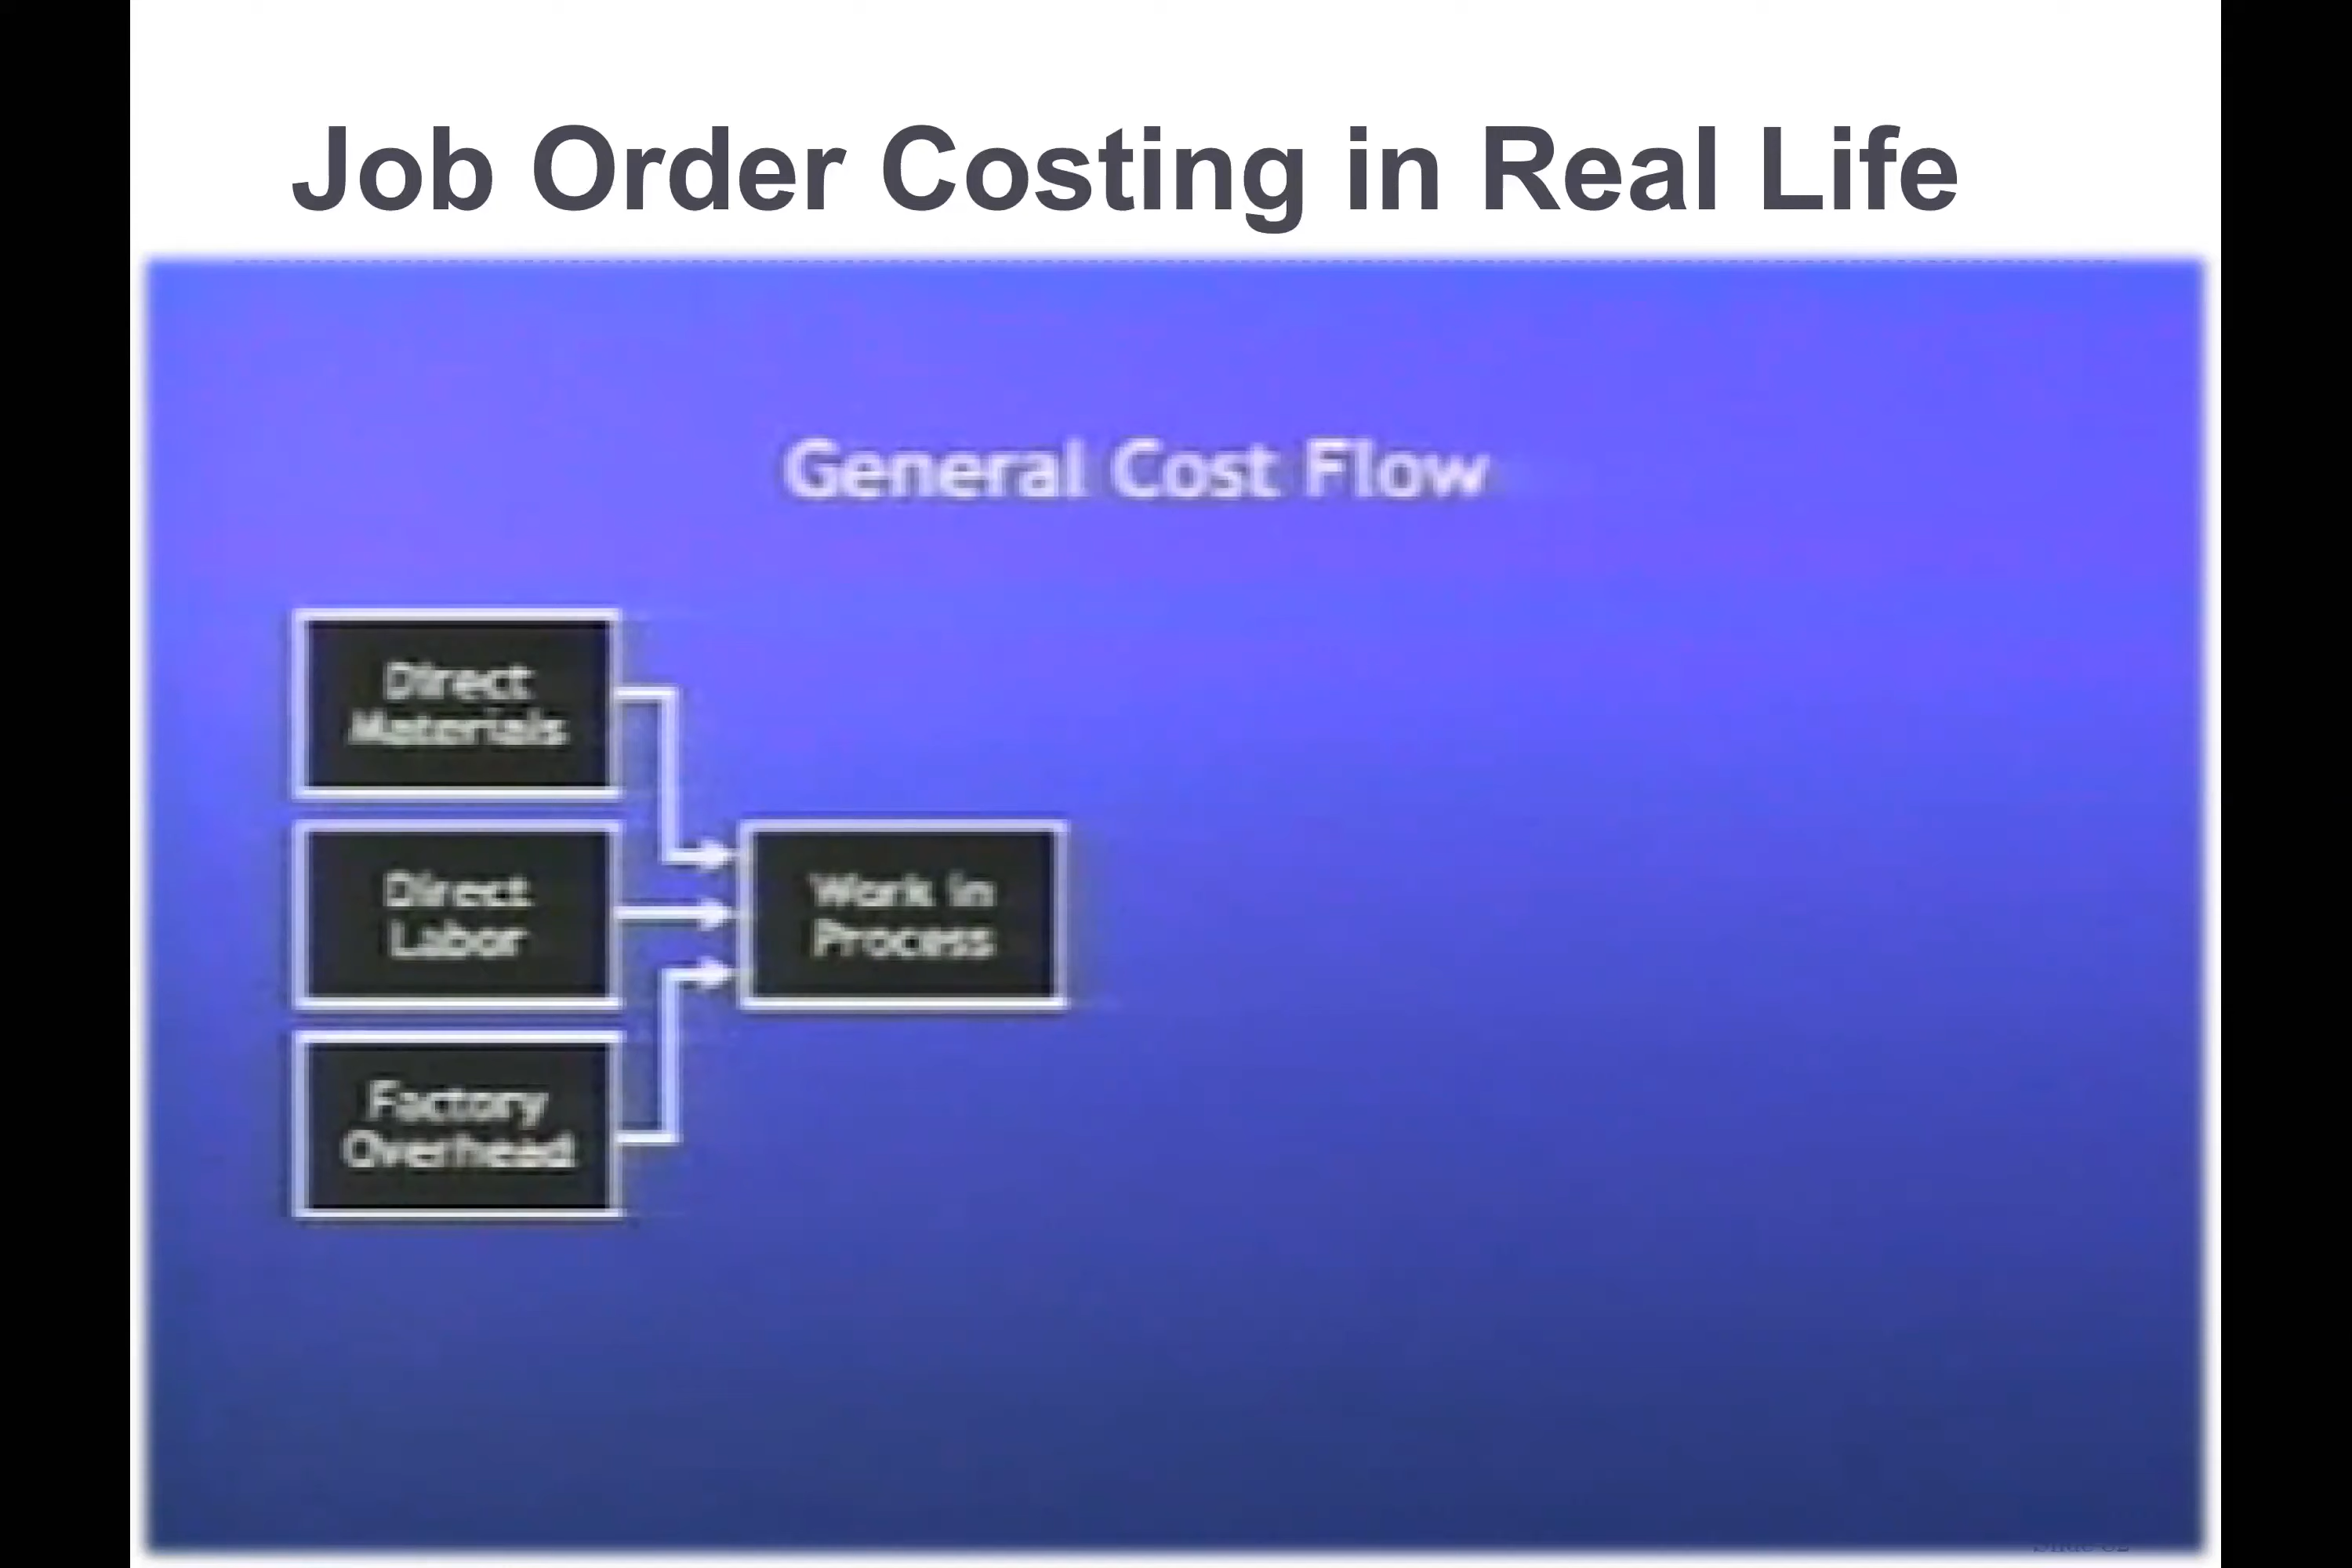 Job Order Costing in Real Life
General Cost Flow
Direct
Materials
Direct
Labor
Work in
Process
Factory
Overhead